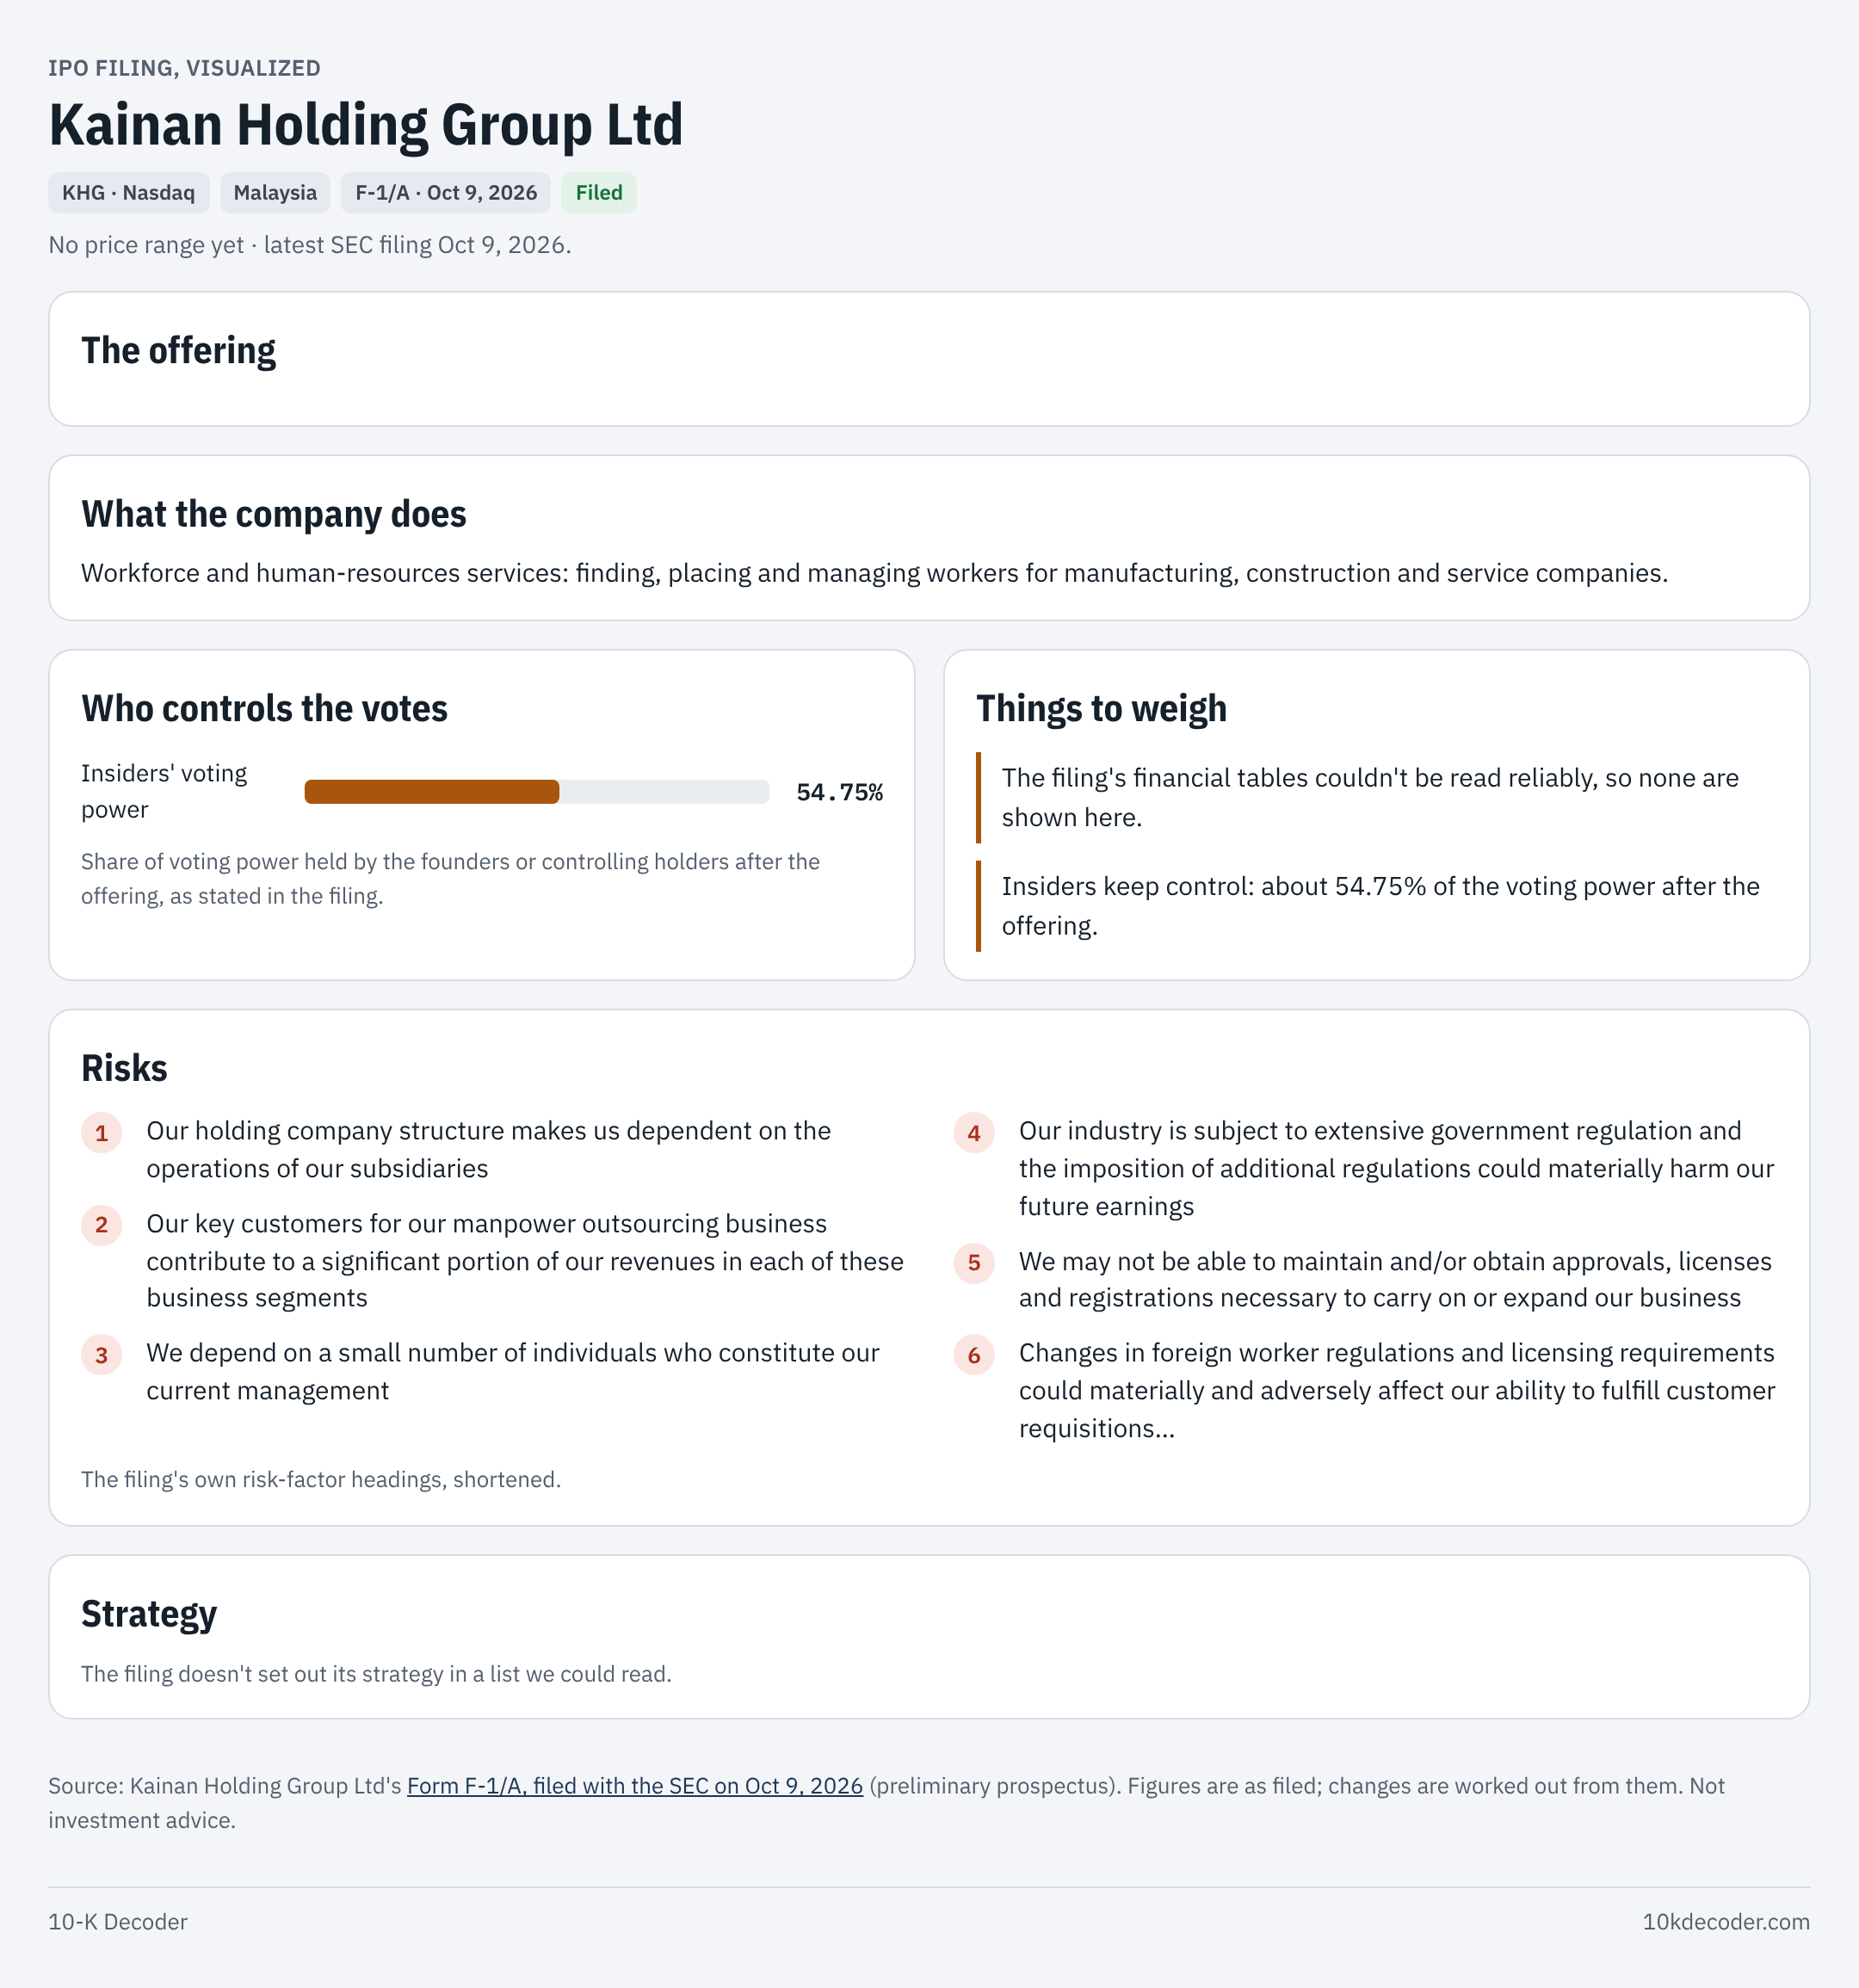 IPO FILING, VISUALIZED
Kainan Holding Group Ltd
KHG · Nasdaq
Malaysia
F-1/A · Oct 9, 2026
Filed
No price range yet · latest SEC filing Oct 9, 2026.
The offering
What the company does
Workforce and human-resources services: finding, placing and managing workers for manufacturing, construction and service companies.
Who controls the votes
Insiders' voting
power
54.75%
Share of voting power held by the founders or controlling holders after the
offering, as stated in the filing.
Things to weigh
The filing's financial tables couldn't be read reliably, so none are
shown here.
Insiders keep control: about 54.75% of the voting power after the
offering.
Risks
1
Our holding company structure makes us dependent on the
operations of our subsidiaries
2
Our key customers for our manpower outsourcing business
contribute to a significant portion of our revenues in each of these
business segments
3
We depend on a small number of individuals who constitute our
current management
4
Our industry is subject to extensive government regulation and
the imposition of additional regulations could materially harm our
future earnings
5
We may not be able to maintain and/or obtain approvals, licenses
and registrations necessary to carry on or expand our business
6
Changes in foreign worker regulations and licensing requirements
could materially and adversely affect our ability to fulfill customer
requisitions...
The filing's own risk-factor headings, shortened.
Strategy
The filing doesn't set out its strategy in a list we could read.
Source: Kainan Holding Group Ltd's Form F-1/A, filed with the SEC on Oct 9, 2026 (preliminary prospectus). Figures are as filed; changes are worked out from them. Not
investment advice.
10-K Decoder
10kdecoder.com